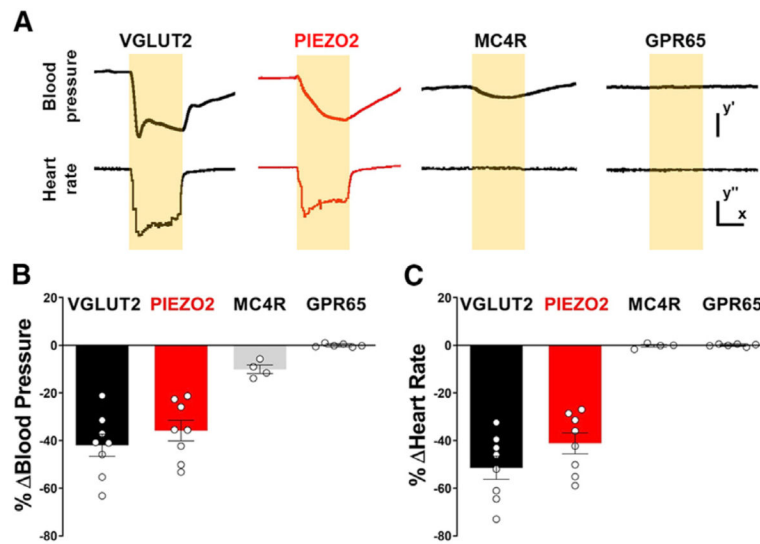 A
VGLUT2 PIEZO2 MC4R GPR65
Blood pressure
y'
Heart rate
y''
x
B
% ΔBlood Pressure
20
0
-20
-40
-60
-80
VGLUT2 PIEZO2 MC4R GPR65
C
% ΔHeart Rate
20
0
-20
-40
-60
-80
VGLUT2 PIEZO2 MC4R GPR65